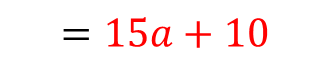 = 15a + 10